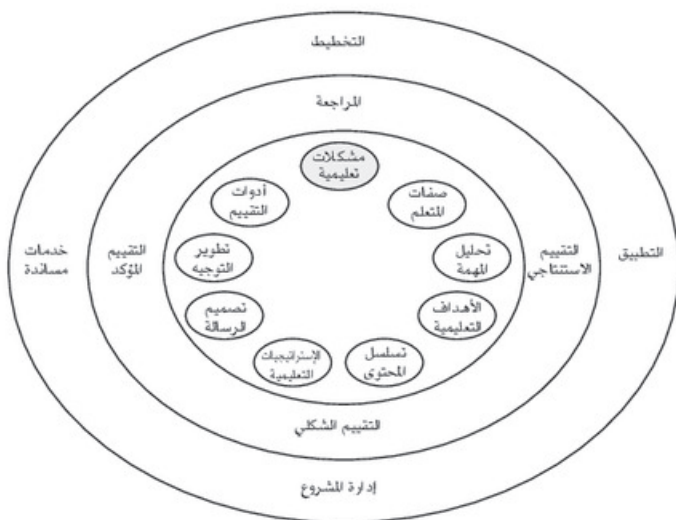 التخطيط
المراجعة
مشكلات
تعليمية
صفات
المتعلم
أدوات
التقييم
تحليل
المهمة
تطوير
التوجيه
الأهداف
التعليمية
تصميم
الرسالة
تسلسل
المحتوى
الإستراتيجيات
التعليمية
التطبيق
التقييم
الاستنتاجي
التقييم
المؤكد
خدمات
مساندة
التقييم الشكلي
إدارة المشروع